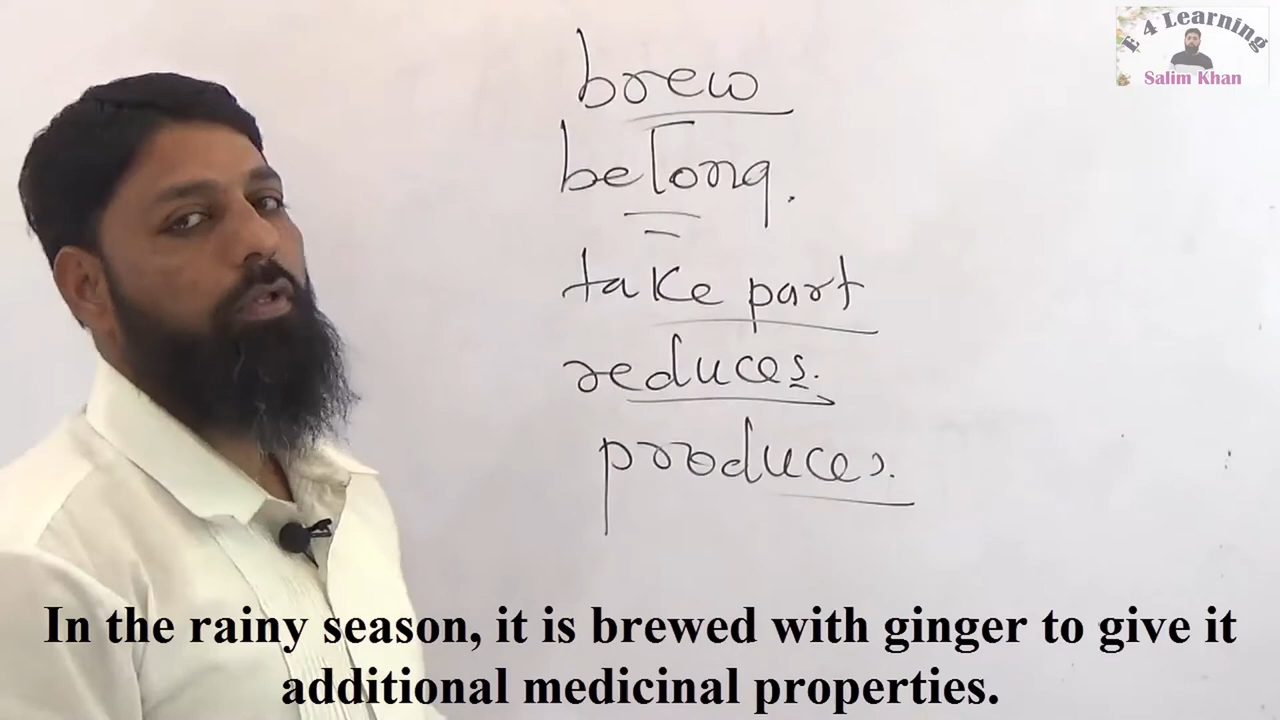 E 4 Learning
Salim Khan
brew
belong.
take part
reduces.
produces.
In the rainy season, it is brewed with ginger to give it
additional medicinal properties.